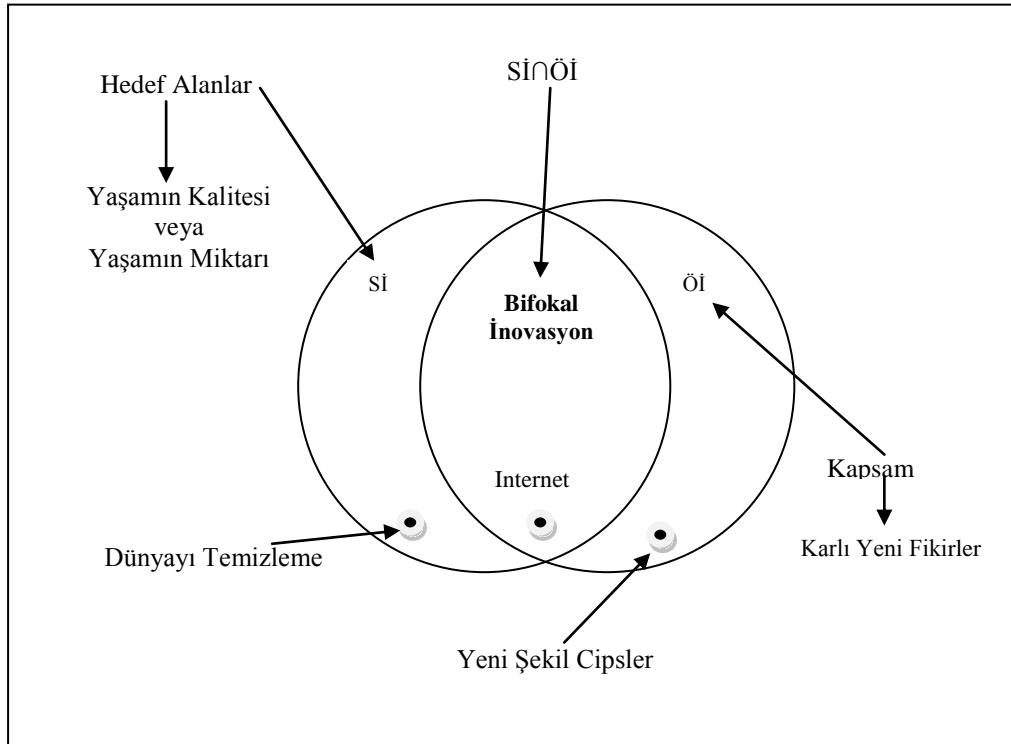 SİÖİ
Hedef Alanlar
Yaşamın Kalitesi
veya
Yaşamın Miktarı
Sİ
ÖİBifokal
İnovasyon
Internet
Kapsam
Karlı Yeni Fikirler
Dünyayı Temizleme
Yeni Şekil Cipsler